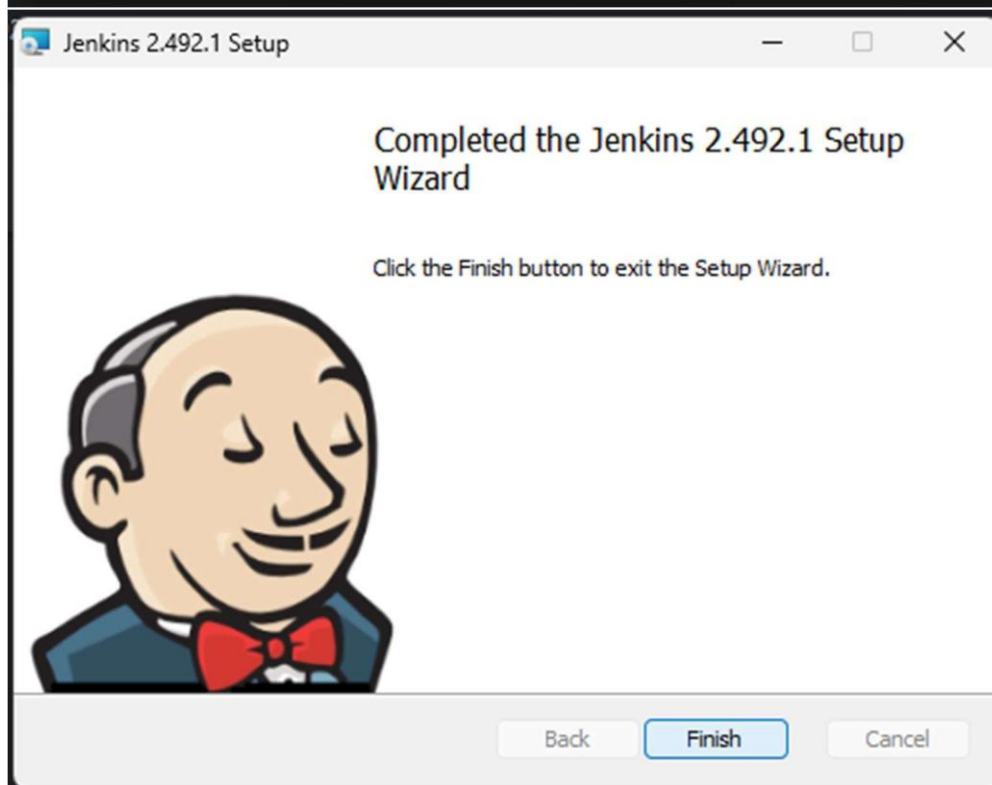 Jenkins 2.492.1 Setup
Completed the Jenkins 2.492.1 Setup
Wizard
Click the Finish button to exit the Setup Wizard.
Back
Finish
Cancel